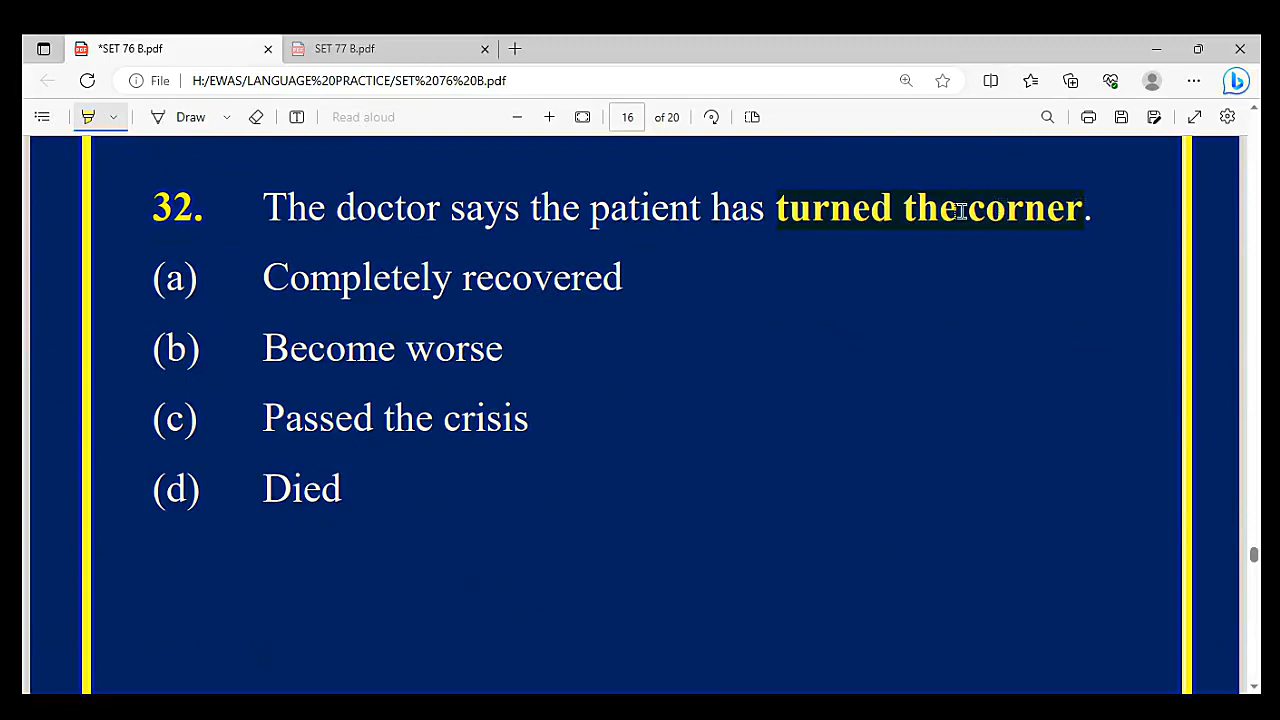 *SET 76 B.pdf
SET 77 B.pdf
File
H:/EWAS/LANGUAGE%20PRACTICE/SET%2076%20B.pdf
Draw
Read aloud
16 of 20
32. The doctor says the patient has turned the corner.
(a) Completely recovered
(b) Become worse
(c) Passed the crisis
(d) Died